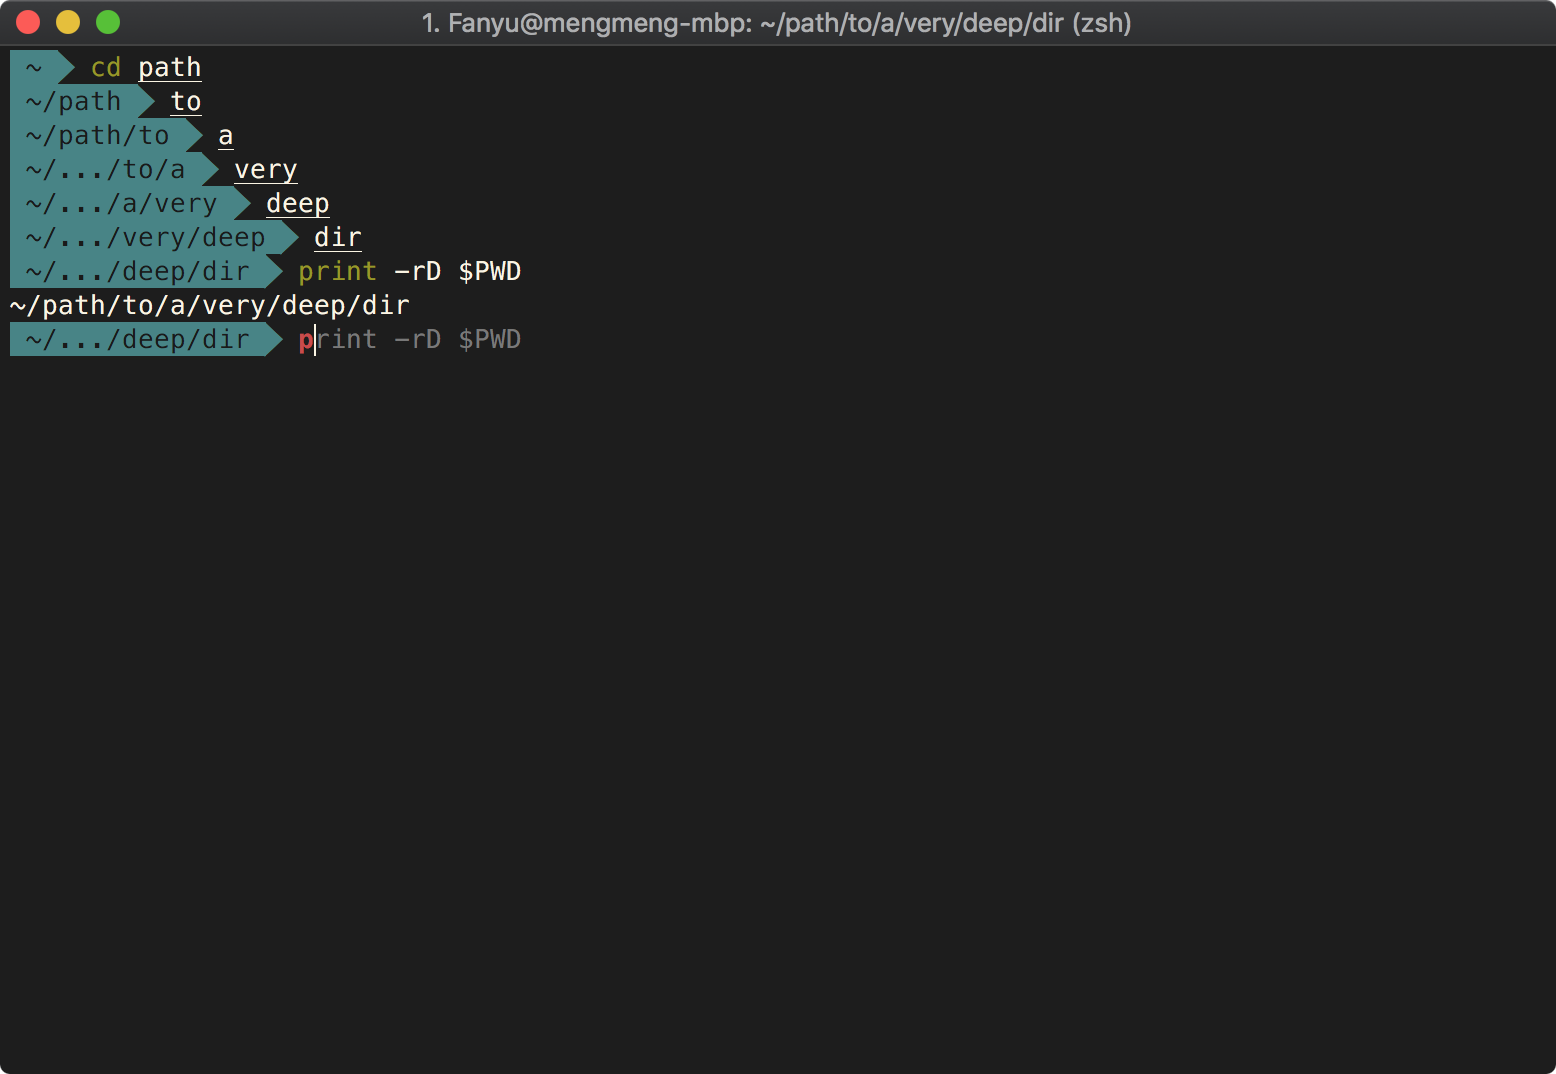 1. Fanyu@mengmeng-mbp: ~/path/to/a/very/deep/dir (zsh)
~ cd path
~/path to
~/path/to a
~/.../to/a very
~/.../a/very deep
~/.../very/deep dir
~/.../deep/dir print -rD $PWD
~/path/to/a/very/deep/dir
~/.../deep/dir print -rD $PWD